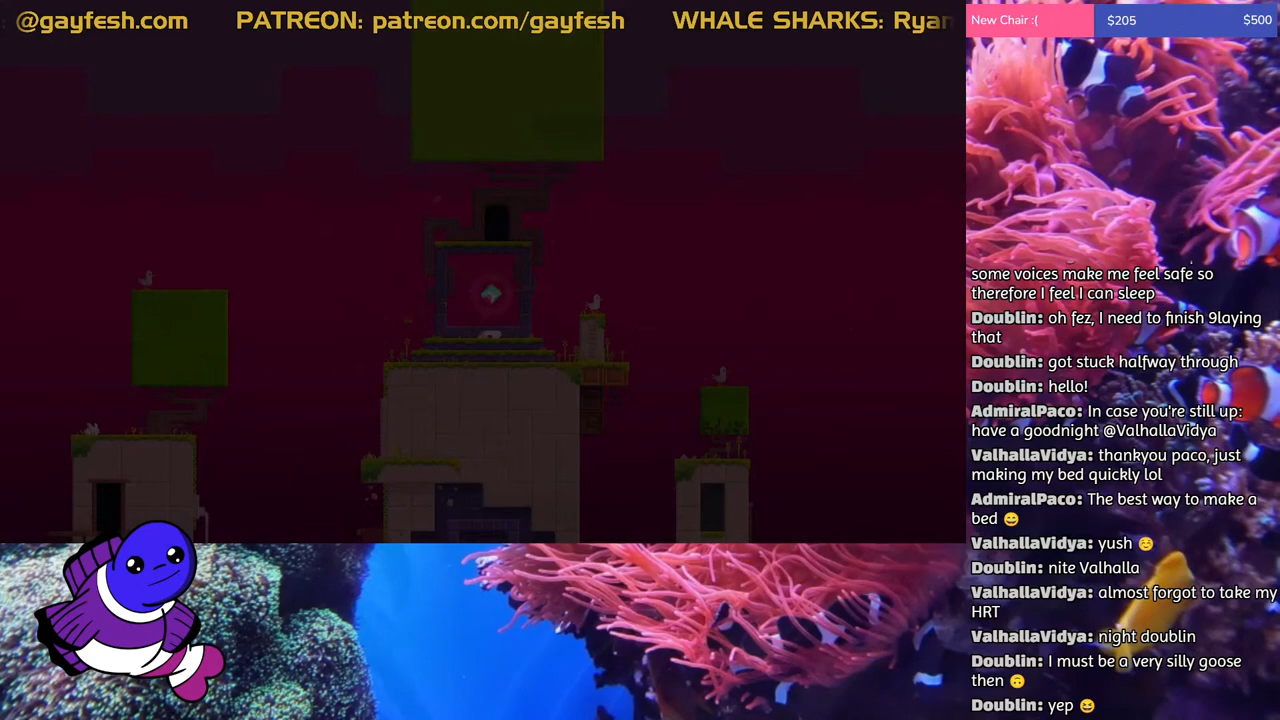 @gayfesh.com PATREON: patreon.com/gayfesh WHALE SHARKS: Ryan
New Chair :( $205 $500
some voices make me feel safe so
therefore I feel I can sleep
Doublin: oh fez, I need to finish 9laying
that
Doublin: got stuck halfway through
Doublin: hello!
AdmiralPaco: In case you're still up:
have a goodnight @ValhallaVidya
ValhallaVidya: thankyou paco, just
making my bed quickly lol
AdmiralPaco: The best way to make a
bed 😄
ValhallaVidya: yush ☺️
Doublin: nite Valhalla
ValhallaVidya: almost forgot to take my
HRT
ValhallaVidya: night doublin
Doublin: I must be a very silly goose
then 🙃
Doublin: yep 😆